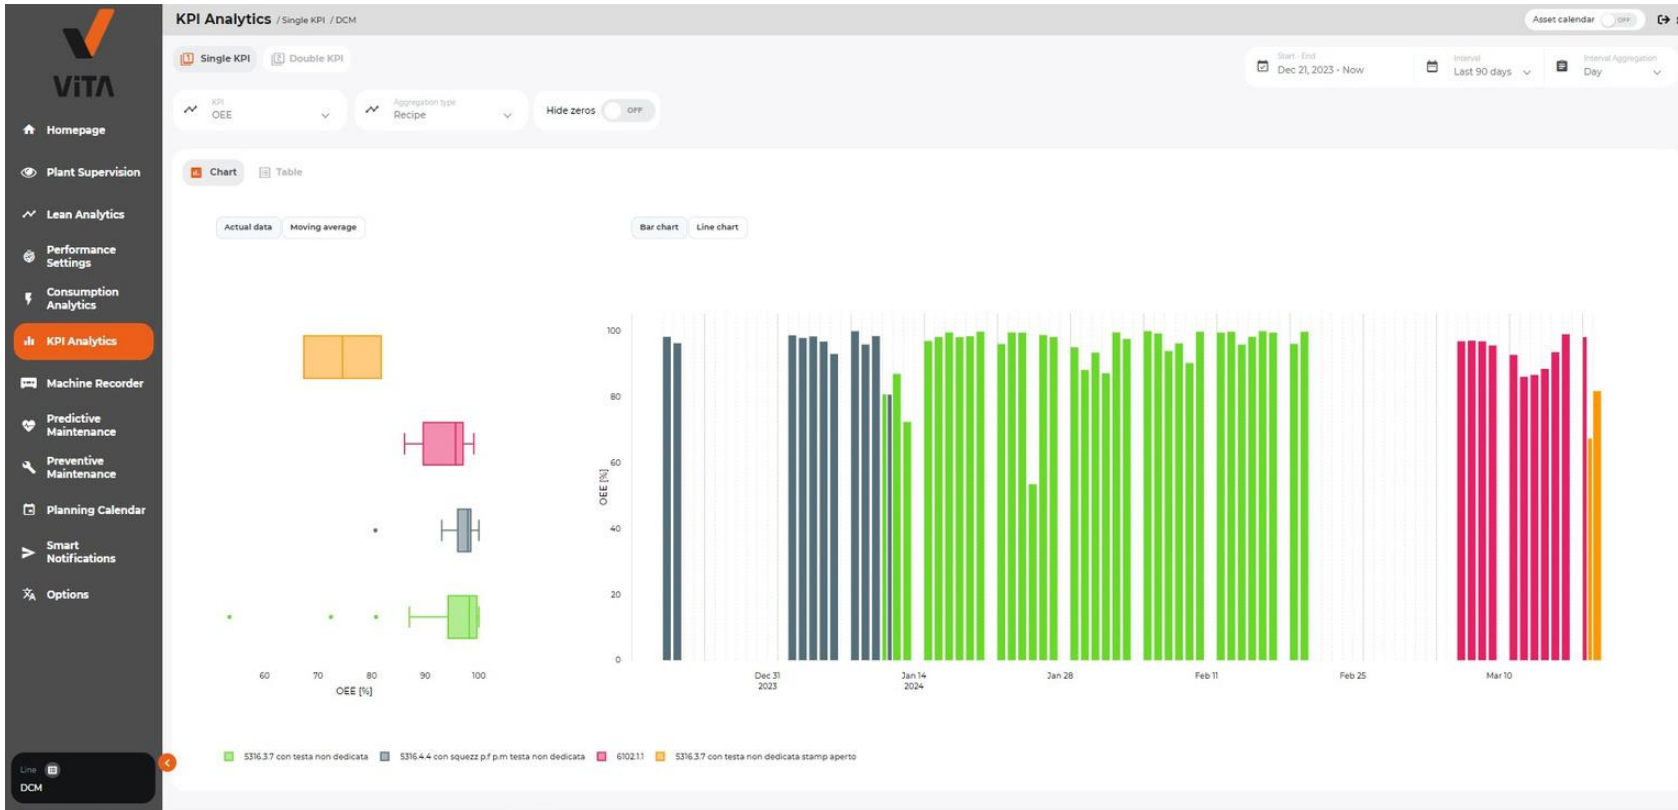 ViTA
Homepage
Plant Supervision
Lean Analytics
Performance
Settings
Consumption
Analytics
KPI Analytics
Machine Recorder
Predictive
Maintenance
Preventive
Maintenance
Planning Calendar
Smart
Notifications
Options
Line
DCM
KPI Analytics / Single KPI / DCM
Asset calendar OFF
Single KPI Double KPI
Start - End
Dec 21, 2023 - Now
Interval
Last 90 days
Interval Aggregation
Day
KPI
OEE
Aggregation type
Recipe
Hide zeros OFF
Chart Table
Actual data Moving average
Bar chart Line chart
60 70 80 90 100
OEE [%]
100
80
60
40
20
0
OEE [%]
Dec 31
2023
Jan 14
2024
Jan 28
Feb 11
Feb 25
Mar 10
5316.3.7 con testa non dedicata 5316.4.4 con squezz p.f p.m testa non dedicata 6102.1.1 5316.3.7 con testa non dedicata stamp aperto